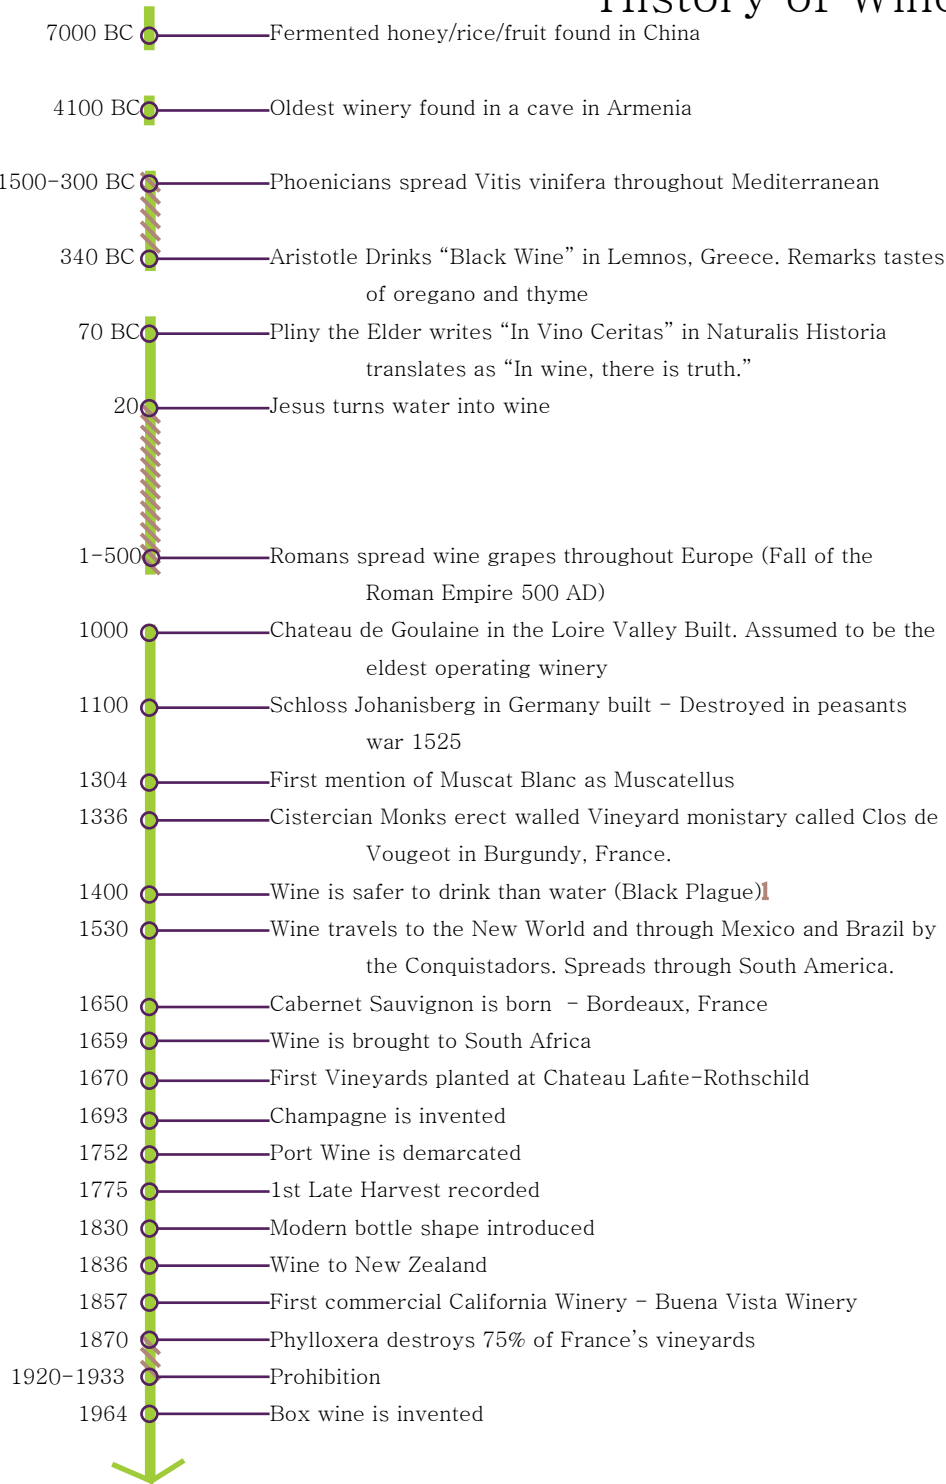 History of Wine
7000 BC Fermented honey/rice/fruit found in China
4100 BC Oldest winery found in a cave in Armenia
1500-300 BC Phoenicians spread Vitis vinifera throughout Mediterranean
340 BC Aristotle Drinks “Black Wine” in Lemnos, Greece. Remarks tastes
of oregano and thyme
70 BC Pliny the Elder writes “In Vino Ceritas” in Naturalis Historia
translates as “In wine, there is truth.”
20 Jesus turns water into wine
1-500 Romans spread wine grapes throughout Europe (Fall of the
Roman Empire 500 AD)
1000 Chateau de Goulaine in the Loire Valley Built. Assumed to be the
eldest operating winery
1100 Schloss Johanisberg in Germany built - Destroyed in peasants
war 1525
1304 First mention of Muscat Blanc as Muscatellus
1336 Cistercian Monks erect walled Vineyard monistary called Clos de
Vougeot in Burgundy, France.
1400 Wine is safer to drink than water (Black Plague)1
1530 Wine travels to the New World and through Mexico and Brazil by
the Conquistadors. Spreads through South America.
1650 Cabernet Sauvignon is born - Bordeaux, France
1659 Wine is brought to South Africa
1670 First Vineyards planted at Chateau Lafite-Rothschild
1693 Champagne is invented
1752 Port Wine is demarcated
1775 1st Late Harvest recorded
1830 Modern bottle shape introduced
1836 Wine to New Zealand
1857 First commercial California Winery - Buena Vista Winery
1870 Phylloxera destroys 75% of France’s vineyards
1920-1933 Prohibition
1964 Box wine is invented